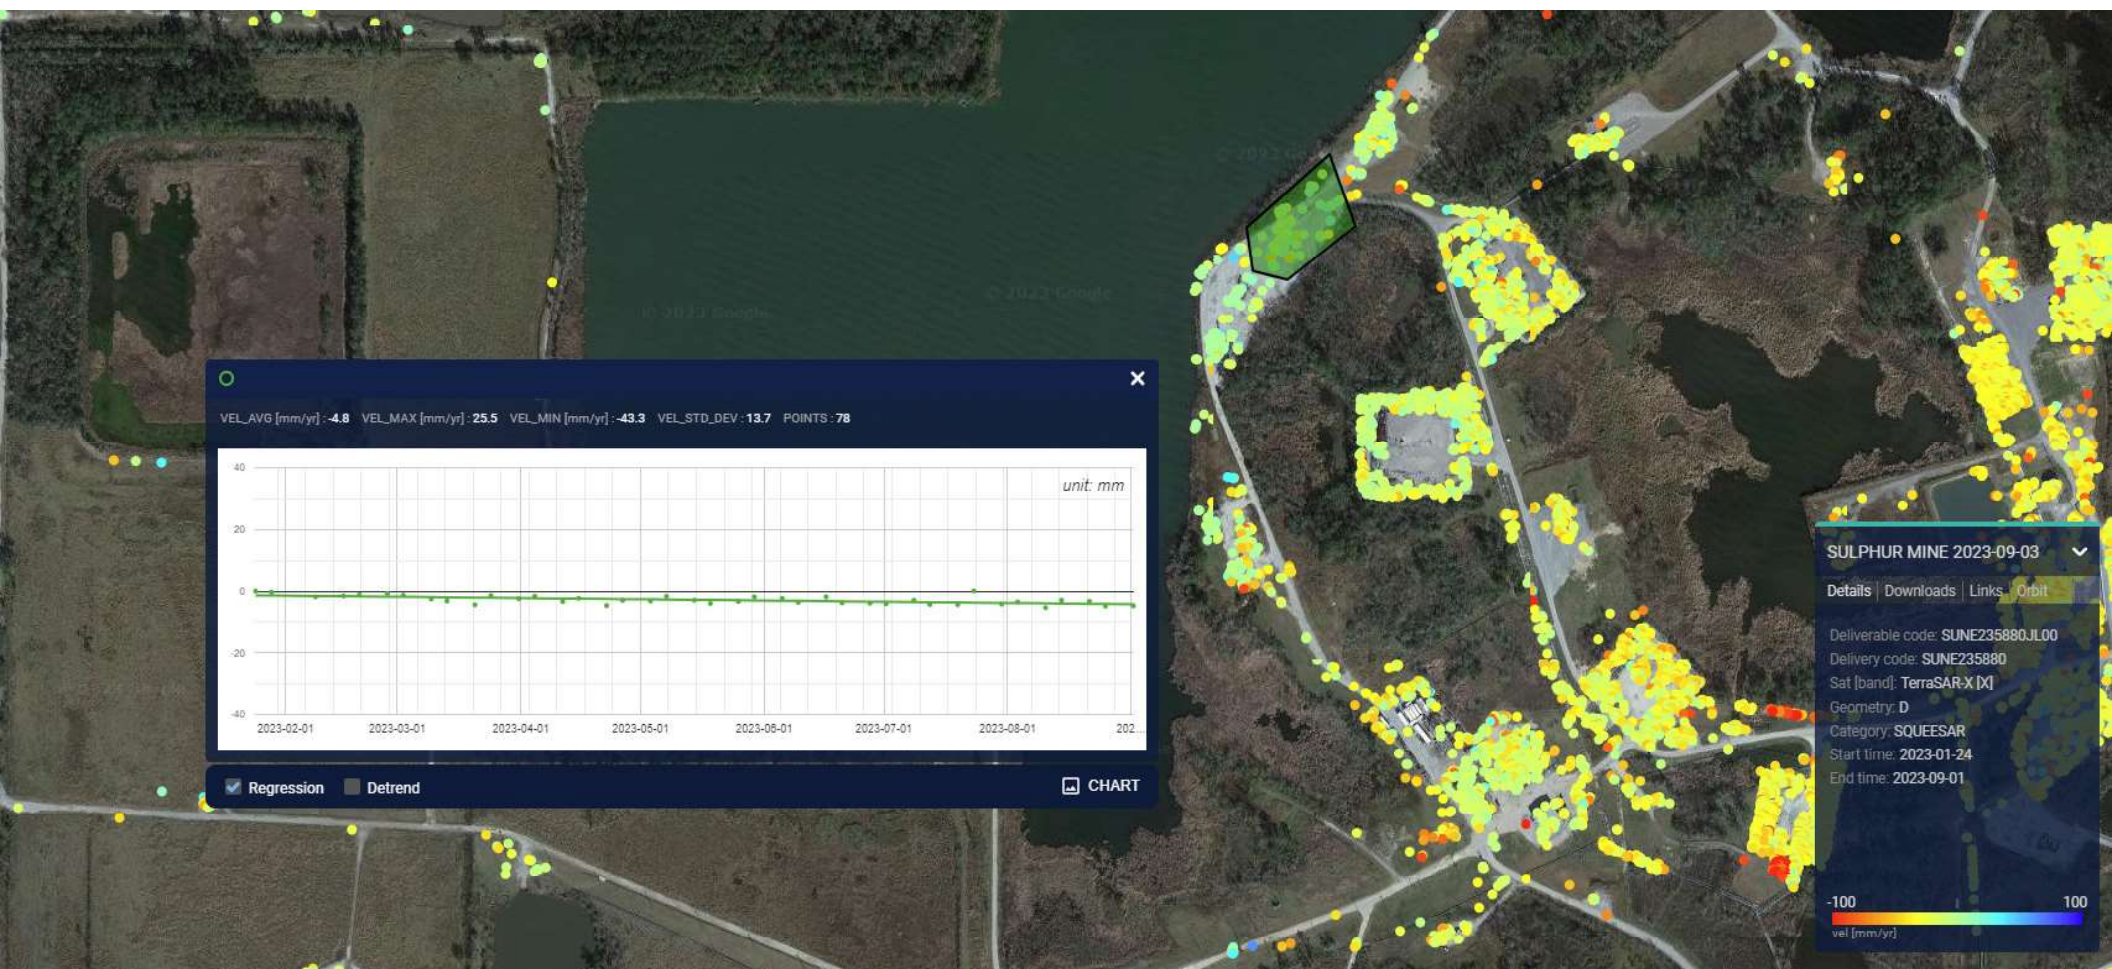 © 2023 Google
© 2023 Google
VEL_AVG [mm/yr] : -4.8 VEL_MAX [mm/yr] : 25.5 VEL_MIN [mm/yr] : -43.3 VEL_STD_DEV : 13.7 POINTS : 78
unit: mm
40
20
0
-20
-40
2023-02-01 2023-03-01 2023-04-01 2023-05-01 2023-06-01 2023-07-01 2023-08-01 202...
Regression Detrend CHART
SULPHUR MINE 2023-09-03
Details | Downloads | Links | Orbit
Deliverable code: SUNE235880JL00
Delivery code: SUNE235880
Sat [band]: TerraSAR-X [X]
Geometry: D
Category: SQUEESAR
Start time: 2023-01-24
End time: 2023-09-01
-100 100
vel [mm/yr]